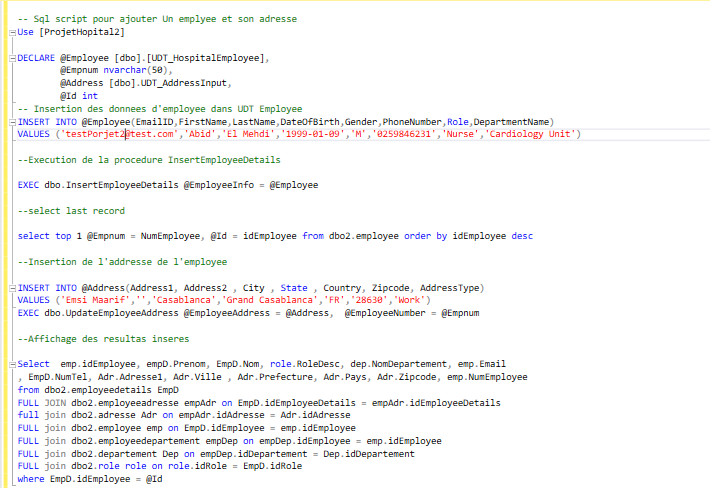 -- Sql script pour ajouter Un emplyee et son adresse
Use [ProjetHopital2]
DECLARE @Employee [dbo].[UDT_HospitalEmployee],
@Empnum nvarchar(50),
@Address [dbo].UDT_AddressInput,
@Id int
-- Insertion des donnees d'employee dans UDT Employee
INSERT INTO @Employee(EmailID,FirstName,LastName,DateOfBirth,Gender,PhoneNumber,Role,DepartmentName)
VALUES ('testPorjet2@test.com','Abid','El Mehdi','1999-01-09','M','0259846231','Nurse','Cardiology Unit')
--Execution de la procedure InsertEmployeeDetails
EXEC dbo.InsertEmployeeDetails @EmployeeInfo = @Employee
--select last record
select top 1 @Empnum = NumEmployee, @Id = idEmployee from dbo2.employee order by idEmployee desc
--Insertion de l'addresse de l'employee
INSERT INTO @Address(Address1, Address2 , City , State , Country, Zipcode, AddressType)
VALUES ('Emsi Maarif','','Casablanca','Grand Casablanca','FR','28630','Work')
EXEC dbo.UpdateEmployeeAddress @EmployeeAddress = @Address,  @EmployeeNumber = @Empnum
--Affichage des resultas inseres
Select  emp.idEmployee, empD.Prenom, EmpD.Nom, role.RoleDesc, dep.NomDepartement, emp.Email
, EmpD.NumTel, Adr.Adresse1, Adr.Ville , Adr.Prefecture, Adr.Pays, Adr.Zipcode, emp.NumEmployee
from dbo2.employeedetails EmpD
FULL JOIN dbo2.employeeadresse empAdr on EmpD.idEmployeeDetails = empAdr.idEmployeeDetails
full join dbo2.adresse Adr on empAdr.idAdresse = Adr.idAdresse
FULL join dbo2.employee emp on EmpD.idEmployee = emp.idEmployee
FULL join dbo2.employeedepartement empDep on empDep.idEmployee = emp.idEmployee
FULL join dbo2.departement Dep on empDep.idDepartement = Dep.idDepartement
FULL join dbo2.role role on role.idRole = EmpD.idRole
where EmpD.idEmployee = @Id